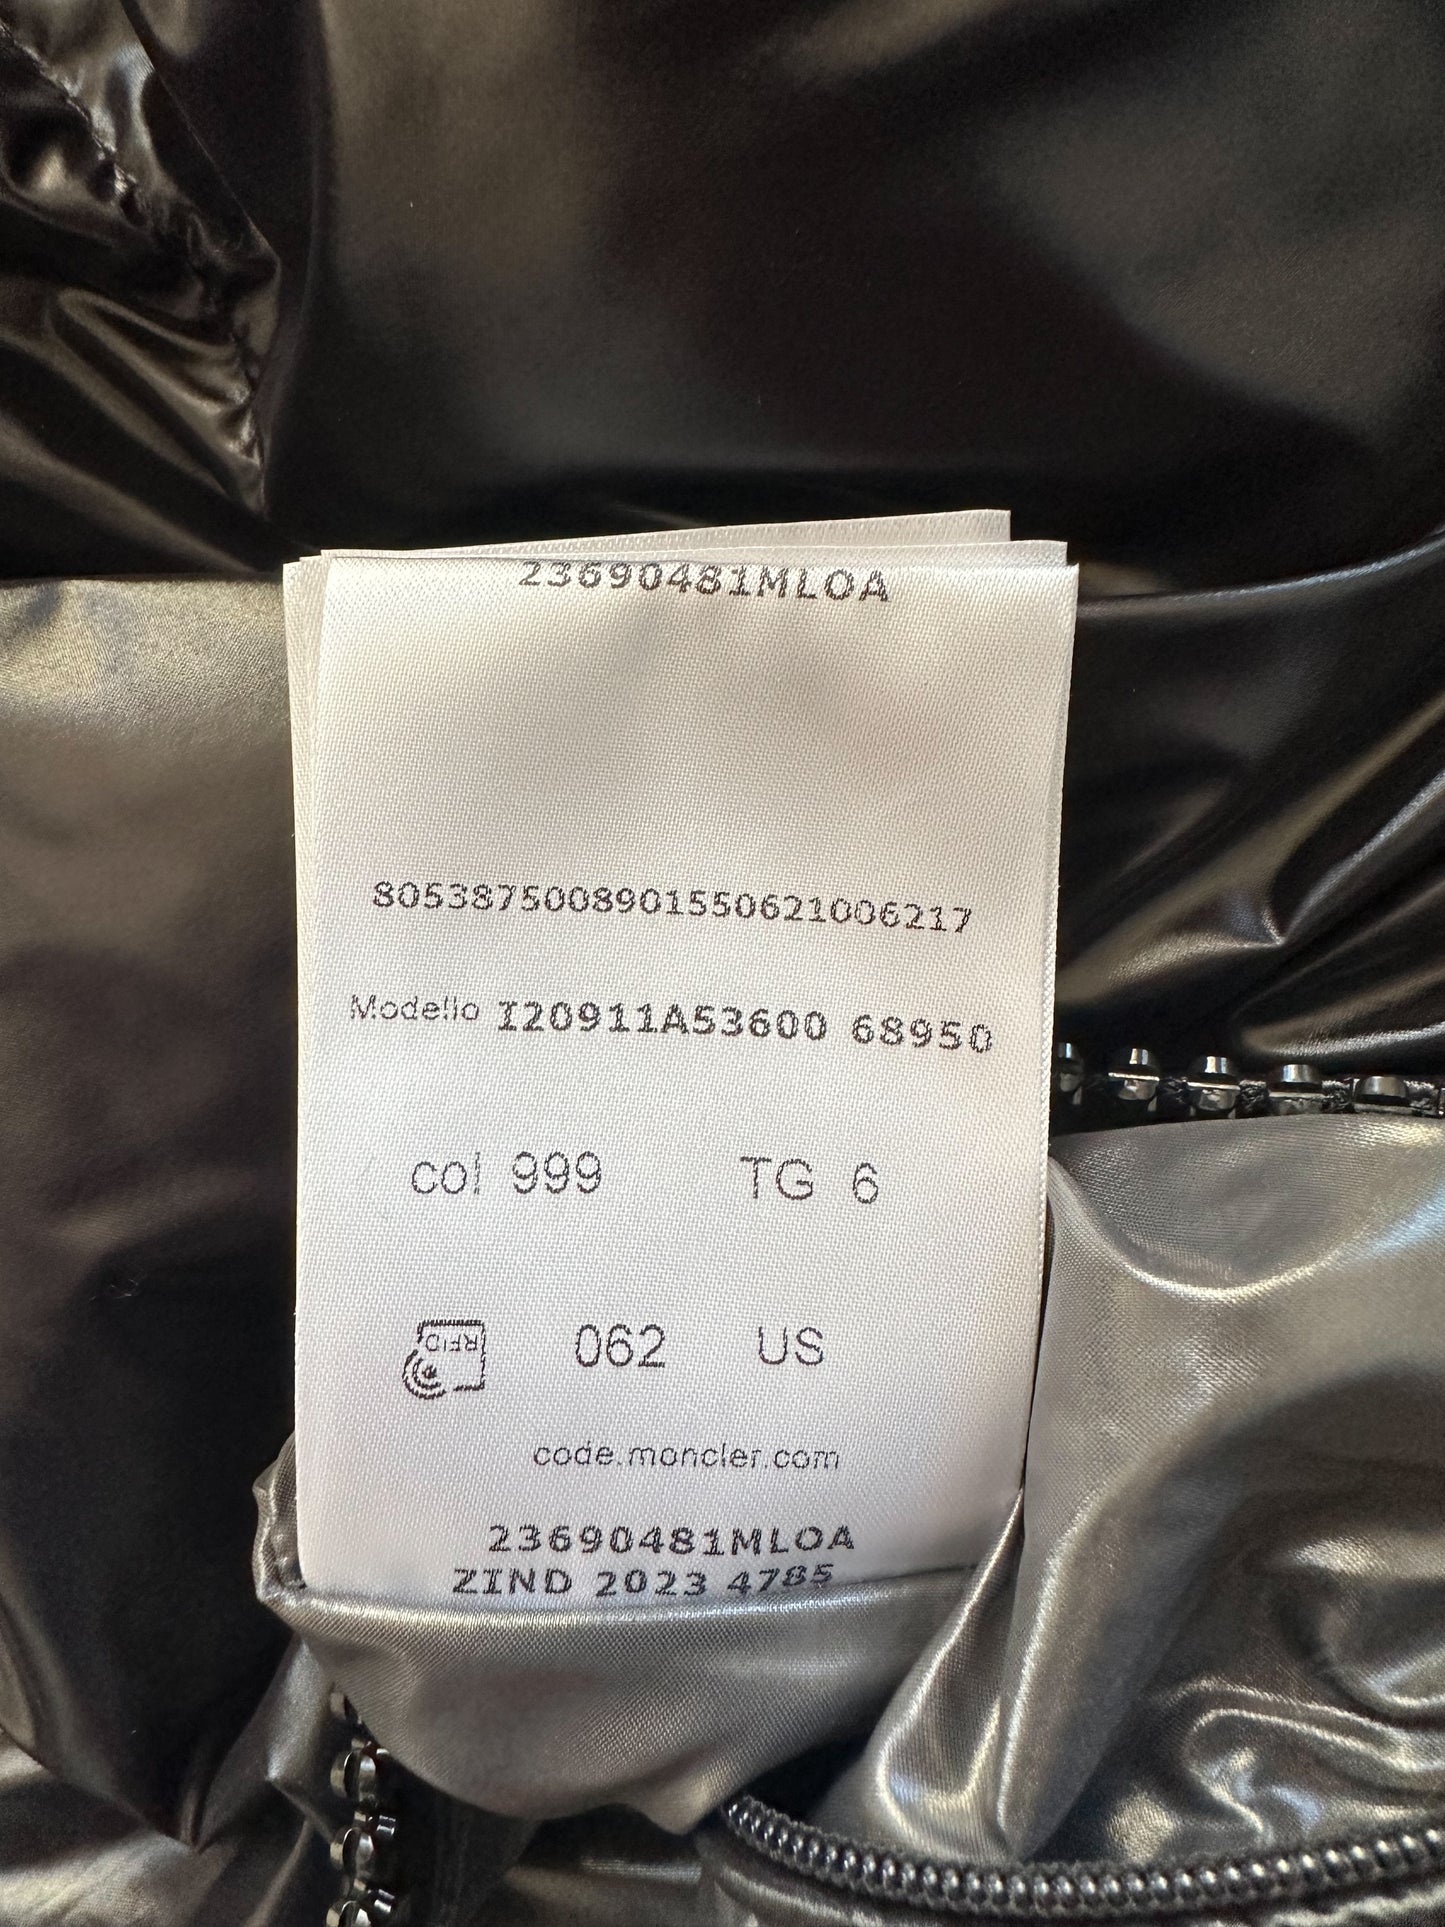 23690481MLOA
8053875008901550621006217
Modello I20911A53600 68950
col 999 TG 6
RFID 062 US
code.moncler.com
23690481MLOA
ZIND 2023 4785